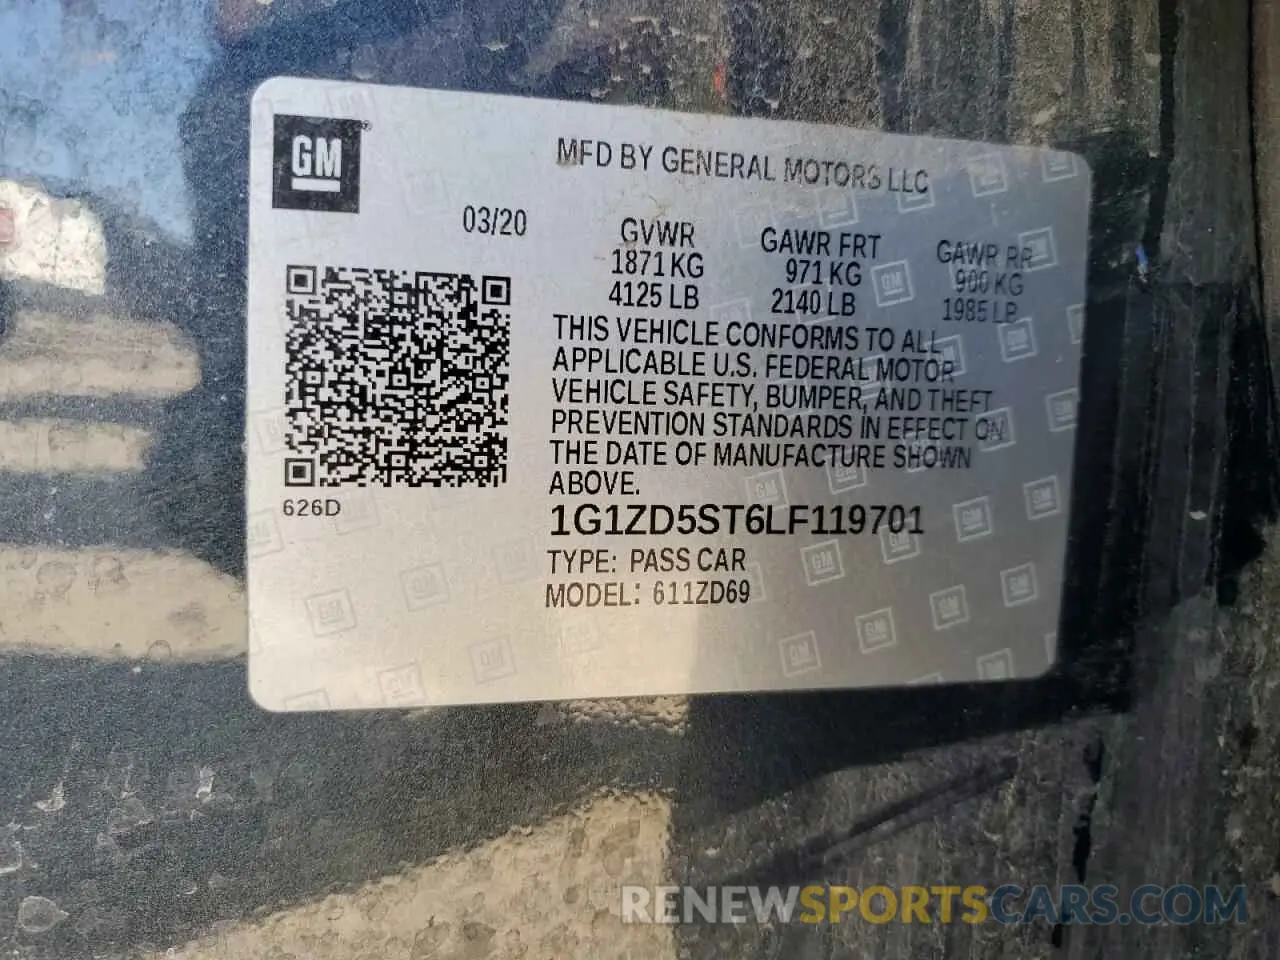 GM
MFD BY GENERAL MOTORS LLC
03/20
GVWR GAWR FRT GAWR RR
1871 KG 971 KG 900 KG
4125 LB 2140 LB 1985 LB
THIS VEHICLE CONFORMS TO ALL
APPLICABLE U.S. FEDERAL MOTOR
VEHICLE SAFETY, BUMPER, AND THEFT
PREVENTION STANDARDS IN EFFECT ON
THE DATE OF MANUFACTURE SHOWN
ABOVE.
626D
1G1ZD5ST6LF119701
TYPE: PASS CAR
MODEL: 611ZD69
RENEWSPORTSCARS.COM